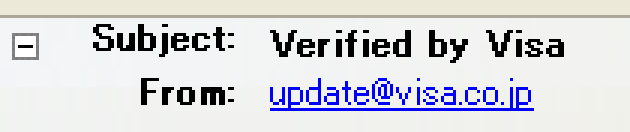 Subject: Verified by Visa
From: update@visa.co.jp